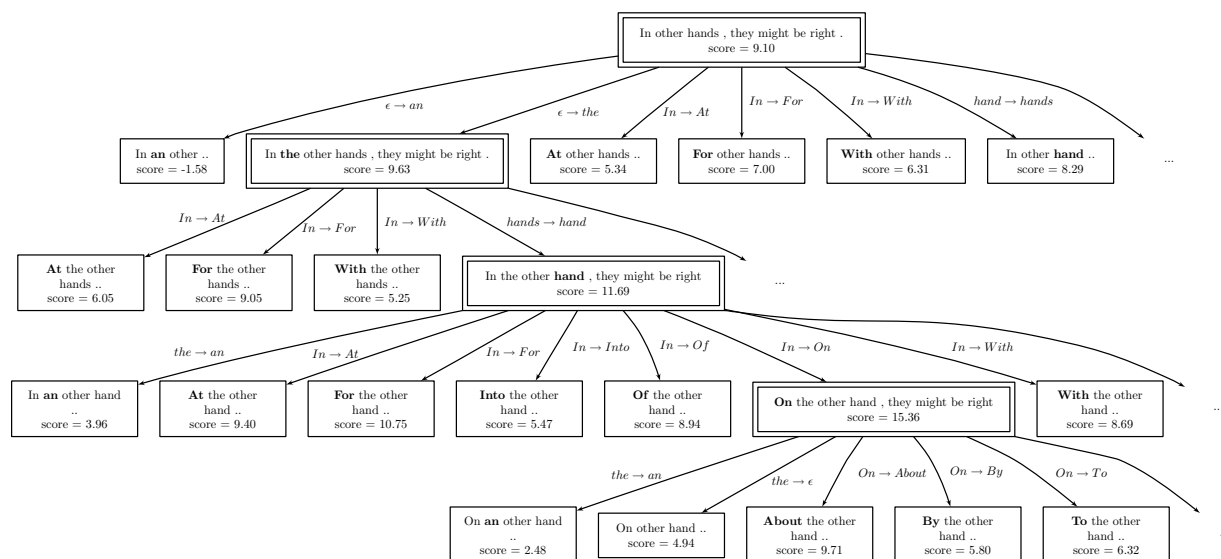 In other hands , they might be right .
score = 9.10
ϵ → an
ϵ → the
In → At
In → For
In → With
hand → hands
In an other ..
score = -1.58
In the other hands , they might be right .
score = 9.63
At other hands ..
score = 5.34
For other hands ..
score = 7.00
With other hands ..
score = 6.31
In other hand ..
score = 8.29
...
In → At
In → For
In → With
hands → hand
At the other
hands ..
score = 6.05
For the other
hands ..
score = 9.05
With the other
hands ..
score = 5.25
In the other hand , they might be right
score = 11.69
...
the → an
In → At
In → For
In → Into
In → Of
In → On
In → With
In an other hand
..
score = 3.96
At the other
hand ..
score = 9.40
For the other
hand ..
score = 10.75
Into the other
hand ..
score = 5.47
Of the other
hand ..
score = 8.94
On the other hand , they might be right
score = 15.36
With the other
hand ..
score = 8.69
...
the → an
the → ϵ
On → About
On → By
On → To
On an other hand
..
score = 2.48
On other hand ..
score = 4.94
About the other
hand ..
score = 9.71
By the other
hand ..
score = 5.80
To the other
hand ..
score = 6.32